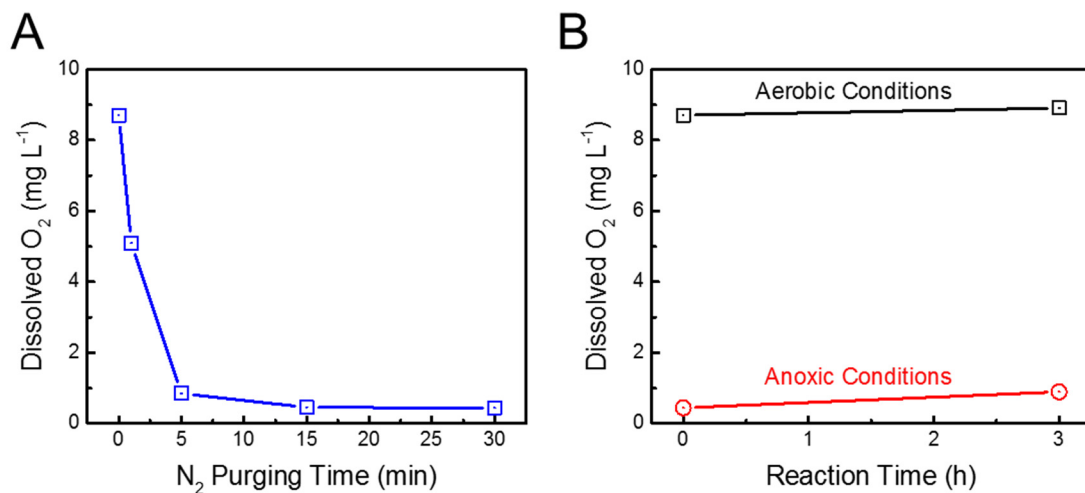 A
Dissolved O₂ (mg L⁻¹)
10
8
6
4
2
0
0 5 10 15 20 25 30
N₂ Purging Time (min)
B
Dissolved O₂ (mg L⁻¹)
10
8
6
4
2
0
Aerobic Conditions
Anoxic Conditions
0 1 2 3
Reaction Time (h)